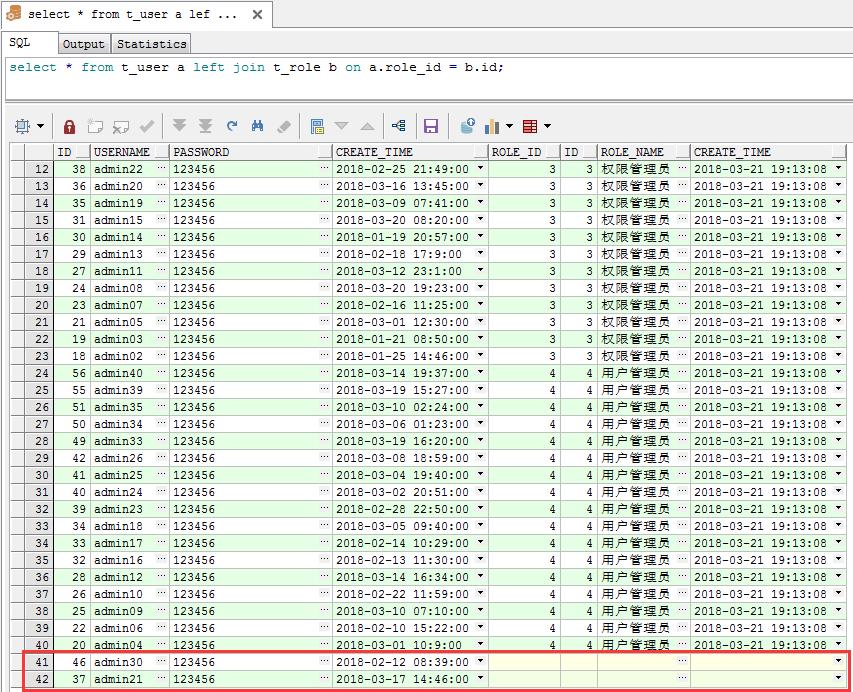 select * from t_user a lef ...
SQL Output Statistics
select * from t_user a left join t_role b on a.role_id = b.id;
ID USERNAME PASSWORD CREATE_TIME ROLE_ID ID ROLE_NAME CREATE_TIME
12 38 admin22 123456 2018-02-25 21:49:00 3 3 权限管理员 2018-03-21 19:13:08
13 36 admin20 123456 2018-03-16 13:45:00 3 3 权限管理员 2018-03-21 19:13:08
14 35 admin19 123456 2018-03-09 07:41:00 3 3 权限管理员 2018-03-21 19:13:08
15 31 admin15 123456 2018-03-20 08:20:00 3 3 权限管理员 2018-03-21 19:13:08
16 30 admin14 123456 2018-01-19 20:57:00 3 3 权限管理员 2018-03-21 19:13:08
17 29 admin13 123456 2018-02-18 17:9:00 3 3 权限管理员 2018-03-21 19:13:08
18 27 admin11 123456 2018-03-12 23:1:00 3 3 权限管理员 2018-03-21 19:13:08
19 24 admin08 123456 2018-03-20 19:23:00 3 3 权限管理员 2018-03-21 19:13:08
20 23 admin07 123456 2018-02-16 11:25:00 3 3 权限管理员 2018-03-21 19:13:08
21 21 admin05 123456 2018-03-01 12:30:00 3 3 权限管理员 2018-03-21 19:13:08
22 19 admin03 123456 2018-01-21 08:50:00 3 3 权限管理员 2018-03-21 19:13:08
23 18 admin02 123456 2018-01-25 14:46:00 3 3 权限管理员 2018-03-21 19:13:08
24 56 admin40 123456 2018-03-14 19:37:00 4 4 用户管理员 2018-03-21 19:13:08
25 55 admin39 123456 2018-03-19 15:27:00 4 4 用户管理员 2018-03-21 19:13:08
26 51 admin35 123456 2018-03-10 02:24:00 4 4 用户管理员 2018-03-21 19:13:08
27 50 admin34 123456 2018-03-06 01:23:00 4 4 用户管理员 2018-03-21 19:13:08
28 49 admin33 123456 2018-03-19 16:20:00 4 4 用户管理员 2018-03-21 19:13:08
29 42 admin26 123456 2018-03-08 18:59:00 4 4 用户管理员 2018-03-21 19:13:08
30 41 admin25 123456 2018-03-04 19:40:00 4 4 用户管理员 2018-03-21 19:13:08
31 40 admin24 123456 2018-03-02 20:51:00 4 4 用户管理员 2018-03-21 19:13:08
32 39 admin23 123456 2018-02-28 22:50:00 4 4 用户管理员 2018-03-21 19:13:08
33 34 admin18 123456 2018-03-05 09:40:00 4 4 用户管理员 2018-03-21 19:13:08
34 33 admin17 123456 2018-02-14 10:29:00 4 4 用户管理员 2018-03-21 19:13:08
35 32 admin16 123456 2018-02-13 11:30:00 4 4 用户管理员 2018-03-21 19:13:08
36 28 admin12 123456 2018-03-14 16:34:00 4 4 用户管理员 2018-03-21 19:13:08
37 26 admin10 123456 2018-02-22 11:59:00 4 4 用户管理员 2018-03-21 19:13:08
38 25 admin09 123456 2018-03-10 07:10:00 4 4 用户管理员 2018-03-21 19:13:08
39 22 admin06 123456 2018-02-10 15:22:00 4 4 用户管理员 2018-03-21 19:13:08
40 20 admin04 123456 2018-03-01 10:9:00 4 4 用户管理员 2018-03-21 19:13:08
41 46 admin30 123456 2018-02-12 08:39:00
42 37 admin21 123456 2018-03-17 14:46:00